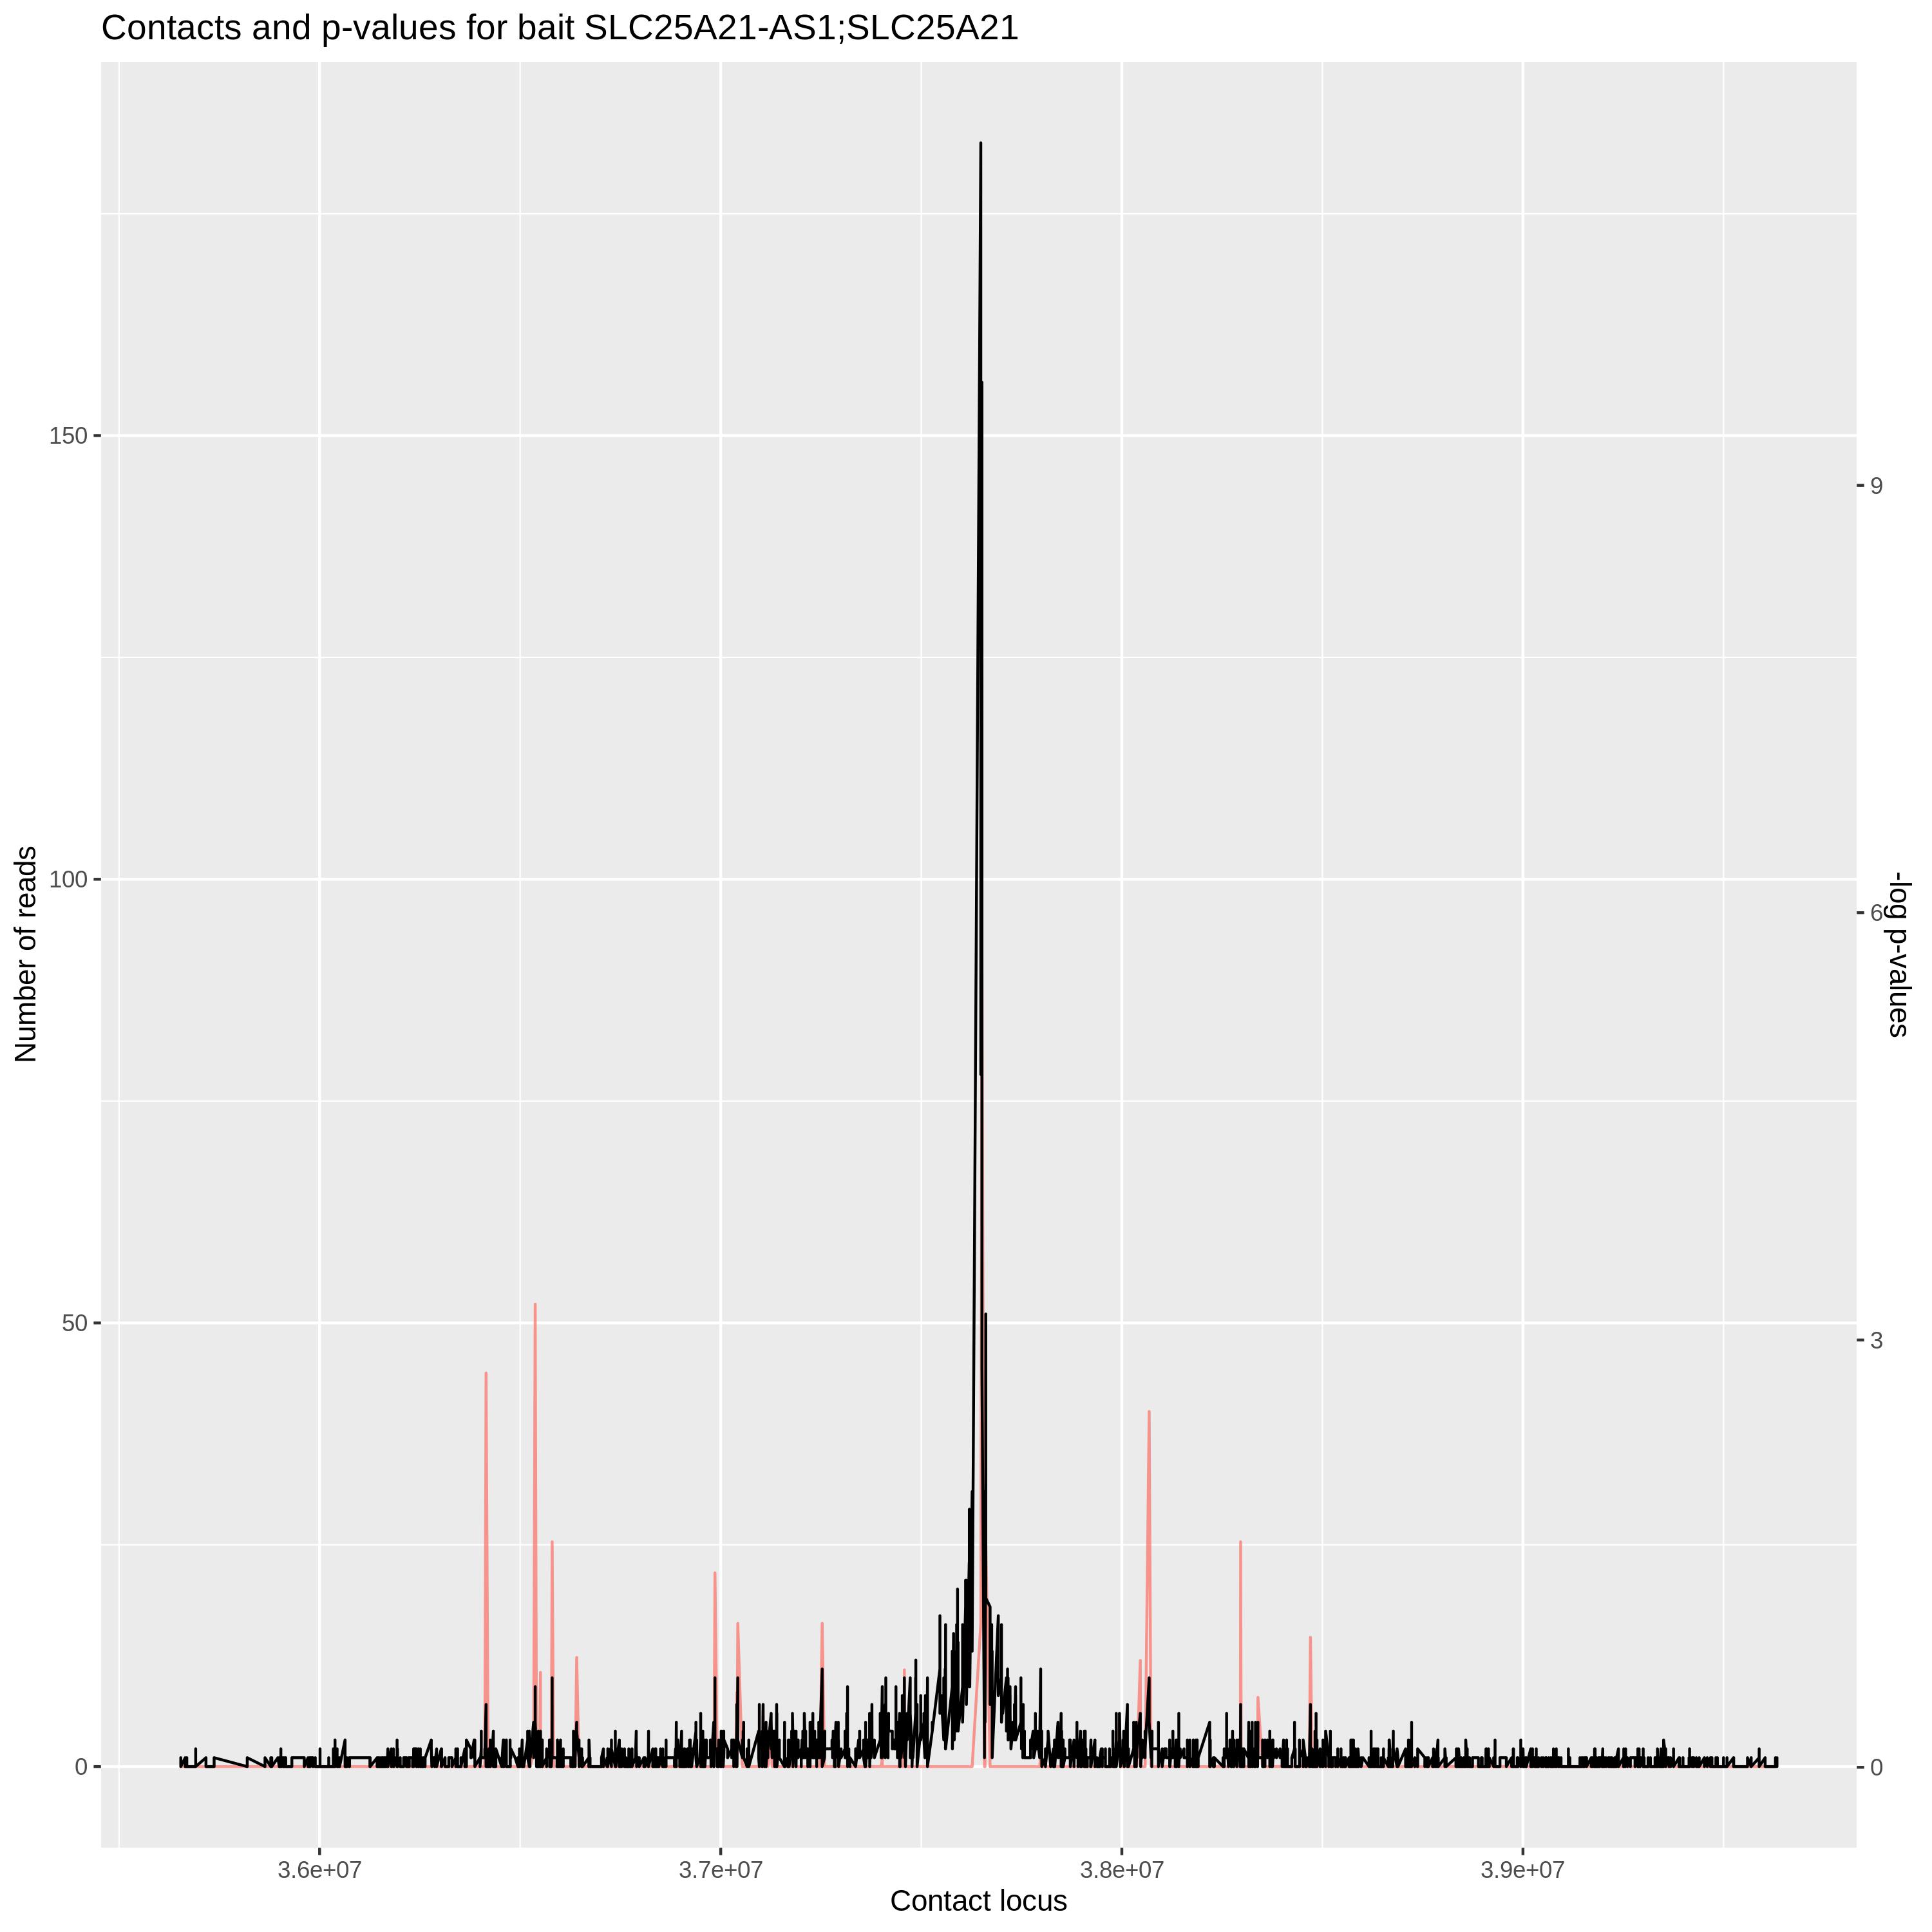 Contacts and p-values for bait SLC25A21-AS1;SLC25A21
Number of reads
150
100
50
0
9
6
3
0
-log p-values
3.6e+07 3.7e+07 3.8e+07 3.9e+07
Contact locus